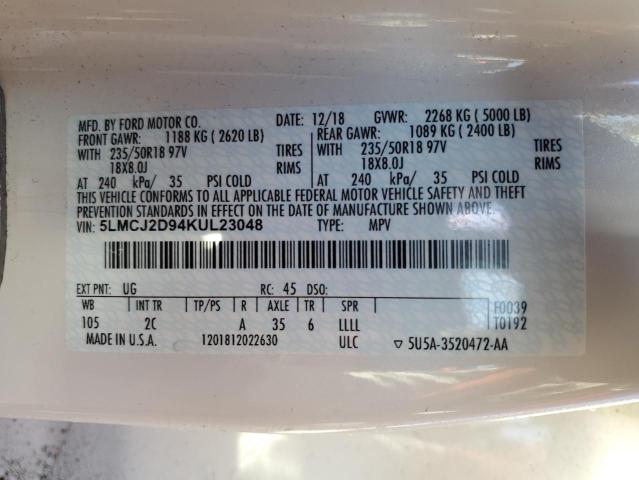 MFD. BY FORD MOTOR CO. DATE: 12/18 GVWR: 2268 KG ( 5000 LB)
FRONT GAWR: 1188 KG ( 2620 LB) REAR GAWR: 1089 KG ( 2400 LB)
WITH 235/50R18 97V TIRES WITH 235/50R18 97V TIRES
18X8.0J RIMS 18X8.0J RIMS
AT 240 kPa/ 35 PSI COLD AT 240 kPa/ 35 PSI COLD
THIS VEHICLE CONFORMS TO ALL APPLICABLE FEDERAL MOTOR VEHICLE SAFETY AND THEFT
PREVENTION STANDARDS IN EFFECT ON THE DATE OF MANUFACTURE SHOWN ABOVE.
VIN: 5LMCJ2D94KUL23048 TYPE: MPV
EXT PNT: UG RC: 45 DSO:
WB INT TR TP/PS R AXLE TR SPR F0039
105 2C A 35 6 LLLL T0192
MADE IN U.S.A. 1201812022630 ULC ▽ 5U5A-3520472-AA